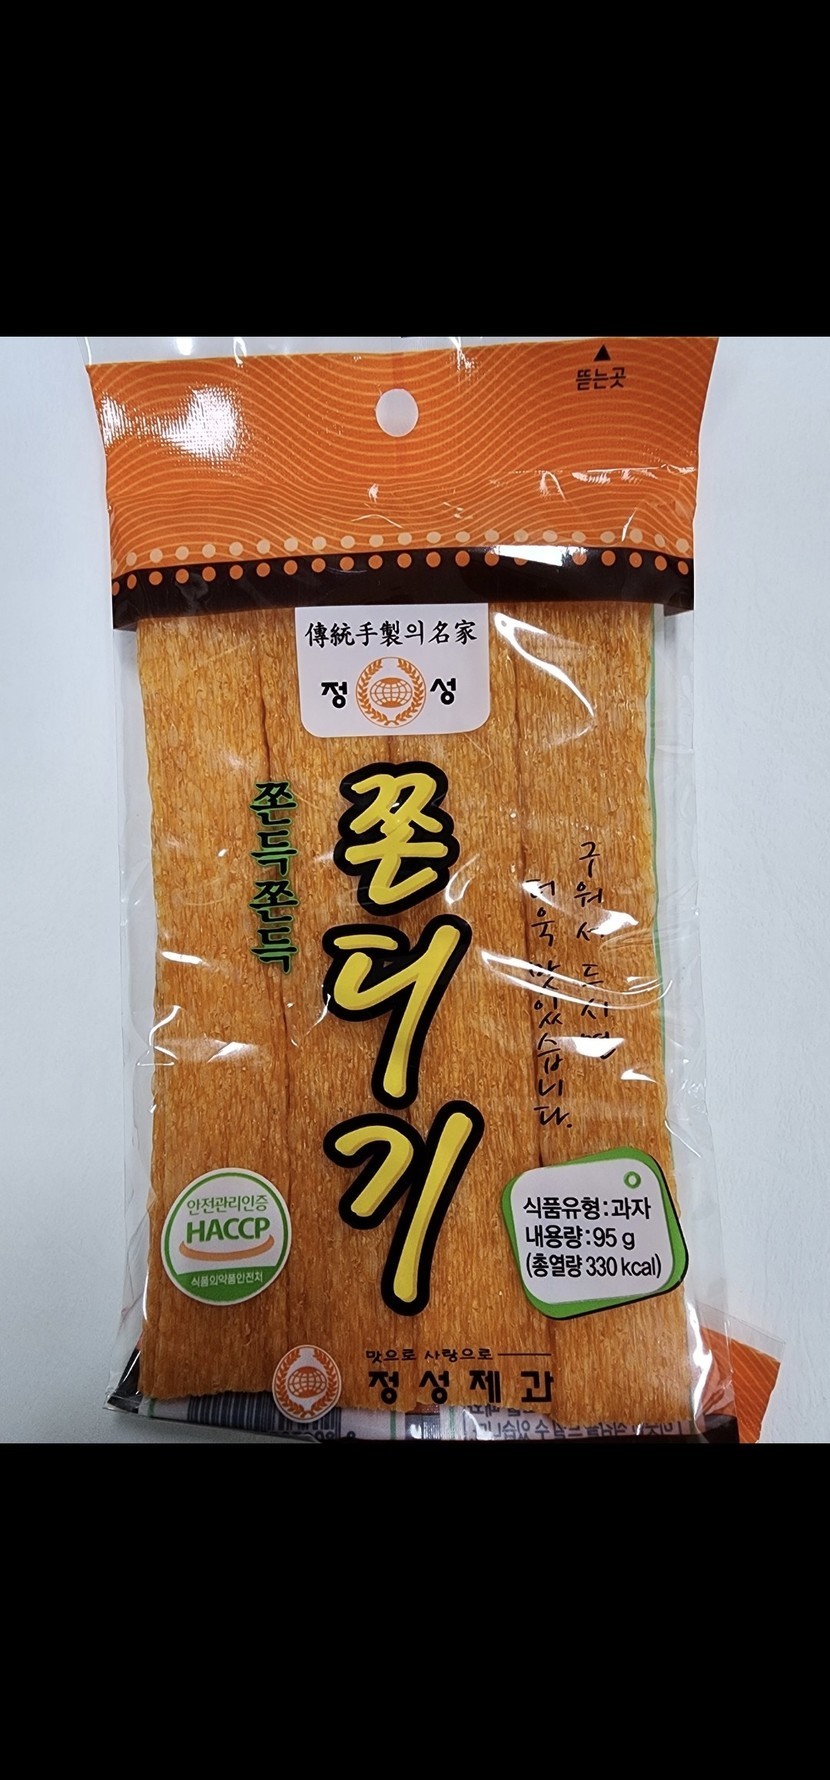 뜯는곳
傳統手製의名家
정 성
쫀득쫀득
쫀디기
구워서 드시면
더욱 맛있습니다.
안전관리인증
HACCP
식품의약품안전처
식품유형:과자
내용량:95 g
(총열량 330 kcal)
맛으로 사랑으로
정성제과